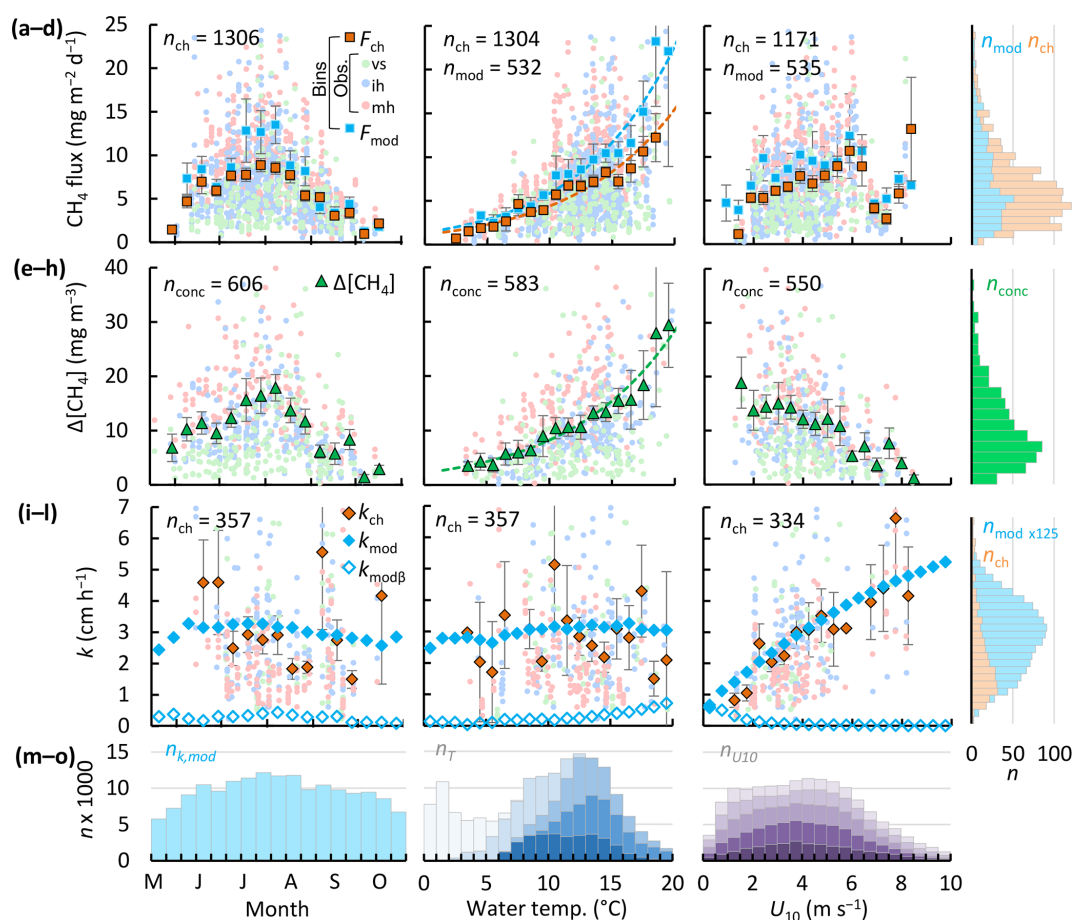 (a–d)
CH₄ flux (mg m⁻² d⁻¹)
25
20
15
10
5
0
n_ch = 1306
Bins
Obs.
F_ch
vs
ih
mh
F_mod
n_ch = 1304
n_mod = 532
n_ch = 1171
n_mod = 535
n_mod n_ch
(e–h)
Δ[CH₄] (mg m⁻³)
40
30
20
10
0
n_conc = 606
Δ[CH₄]
n_conc = 583
n_conc = 550
n_conc
(i–l)
k (cm h⁻¹)
7
6
5
4
3
2
1
0
n_ch = 357
k_ch
k_mod
k_modβ
n_ch = 357
n_ch = 334
n_mod x125
n_ch
0 50 100
n
(m–o)
n x 1000
15
10
5
0
n_k,mod
n_T
n_U10
M J J A S O
Month
0 5 10 15 20
Water temp. (°C)
0 2 4 6 8 10
U₁₀ (m s⁻¹)